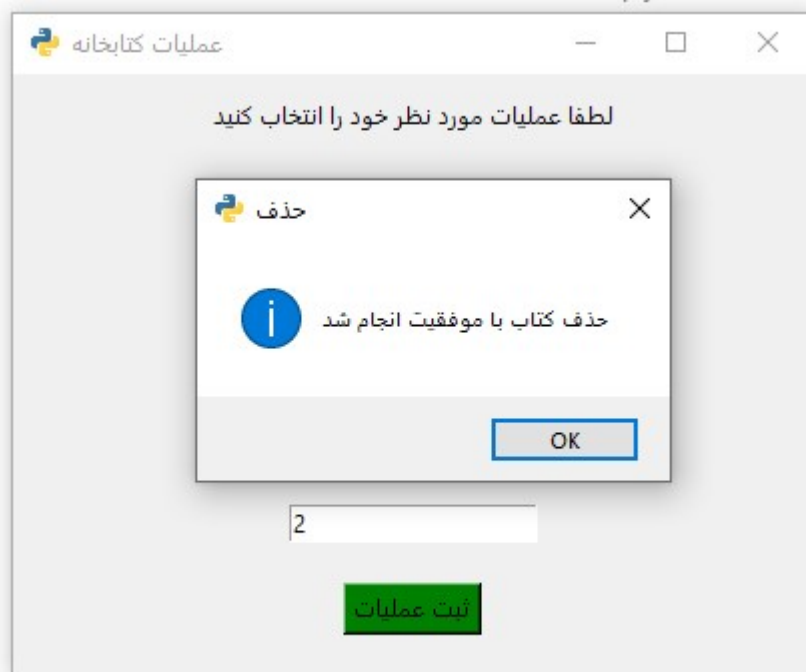 عملیات کتابخانه
لطفا عملیات مورد نظر خود را انتخاب کنید
حذف
حذف کتاب با موفقیت انجام شد
OK
2
ثبت عملیات